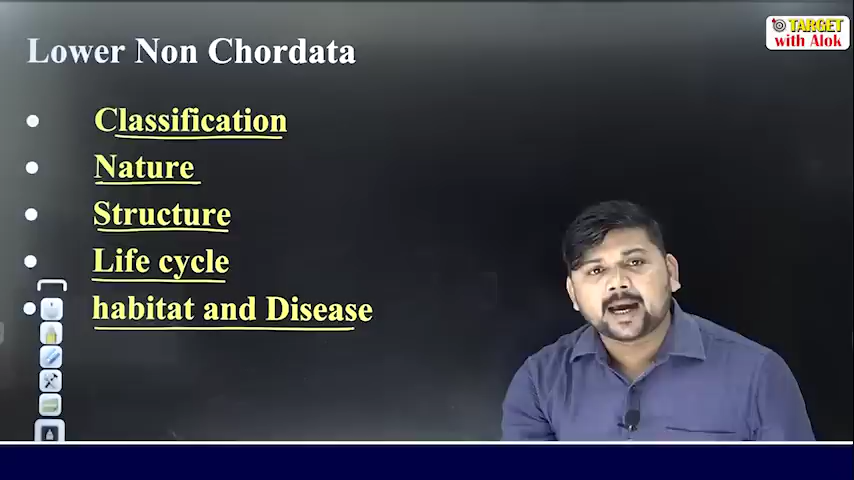 TARGET
with Alok
Lower Non Chordata
• Classification
• Nature
• Structure
• Life cycle
• habitat and Disease